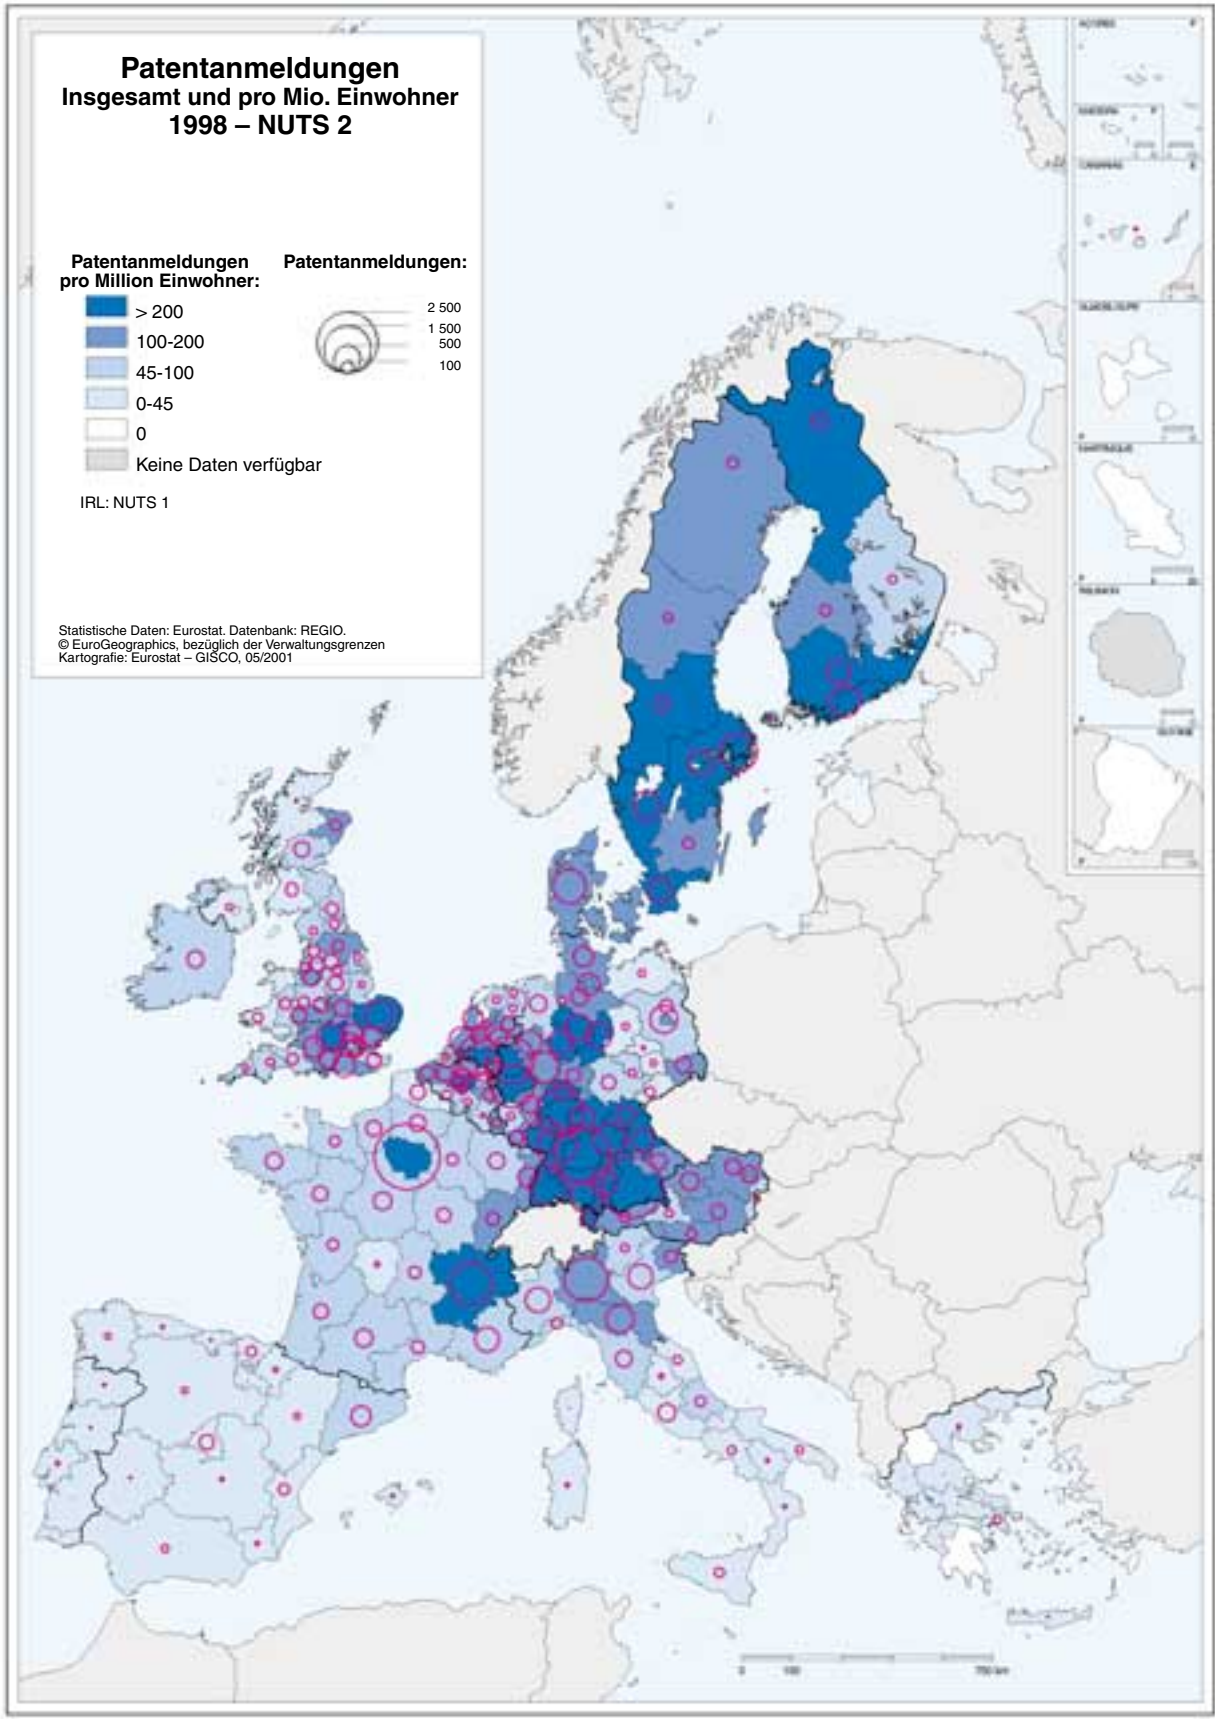 Patentanmeldungen
Insgesamt und pro Mio. Einwohner
1998 – NUTS 2
Patentanmeldungen
pro Million Einwohner:
> 200
100-200
45-100
0-45
0
Keine Daten verfügbar
IRL: NUTS 1
Patentanmeldungen:
2 500
1 500
500
100
Statistische Daten: Eurostat. Datenbank: REGIO.
© EuroGeographics, bezüglich der Verwaltungsgrenzen
Kartografie: Eurostat – GISCO, 05/2001
MARTINIQUE
0